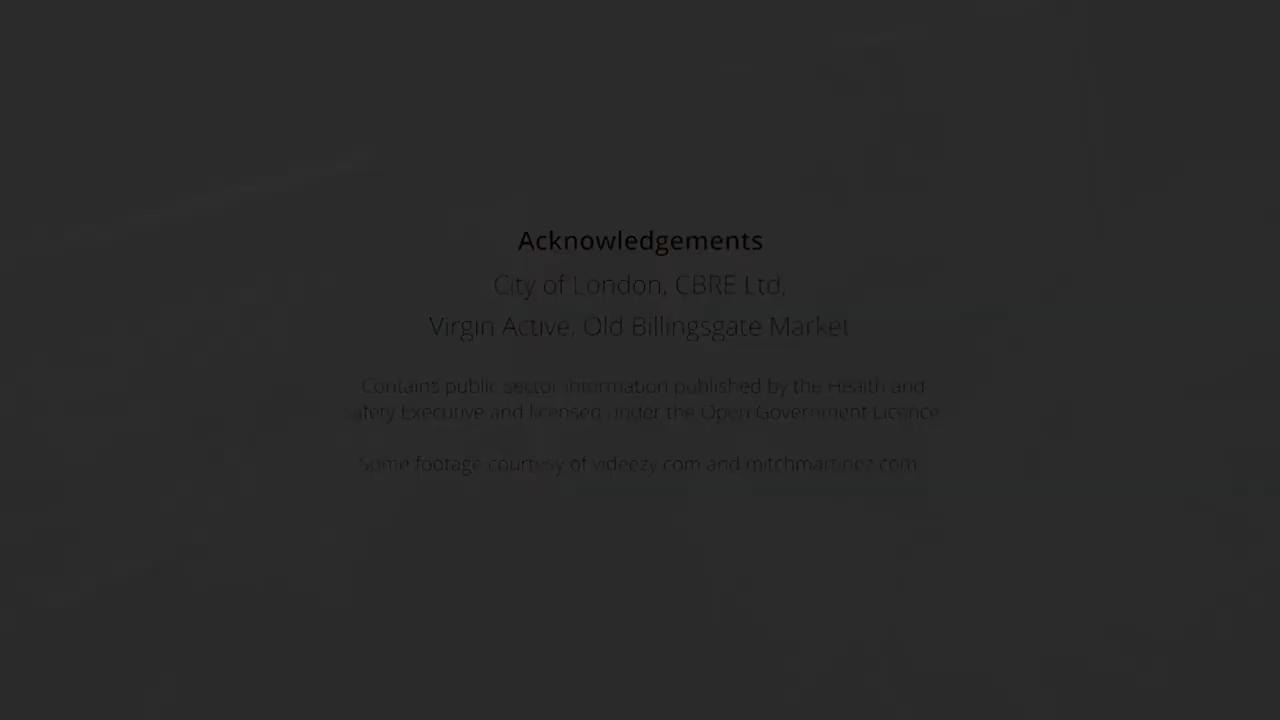 Acknowledgements
City of London, CBRE Ltd,
Virgin Active, Old Billingsgate Market
Contains public sector information published by the Health and
Safety Executive and licensed under the Open Government Licence
Some footage courtesy of videezy.com and mitchmartinez.com